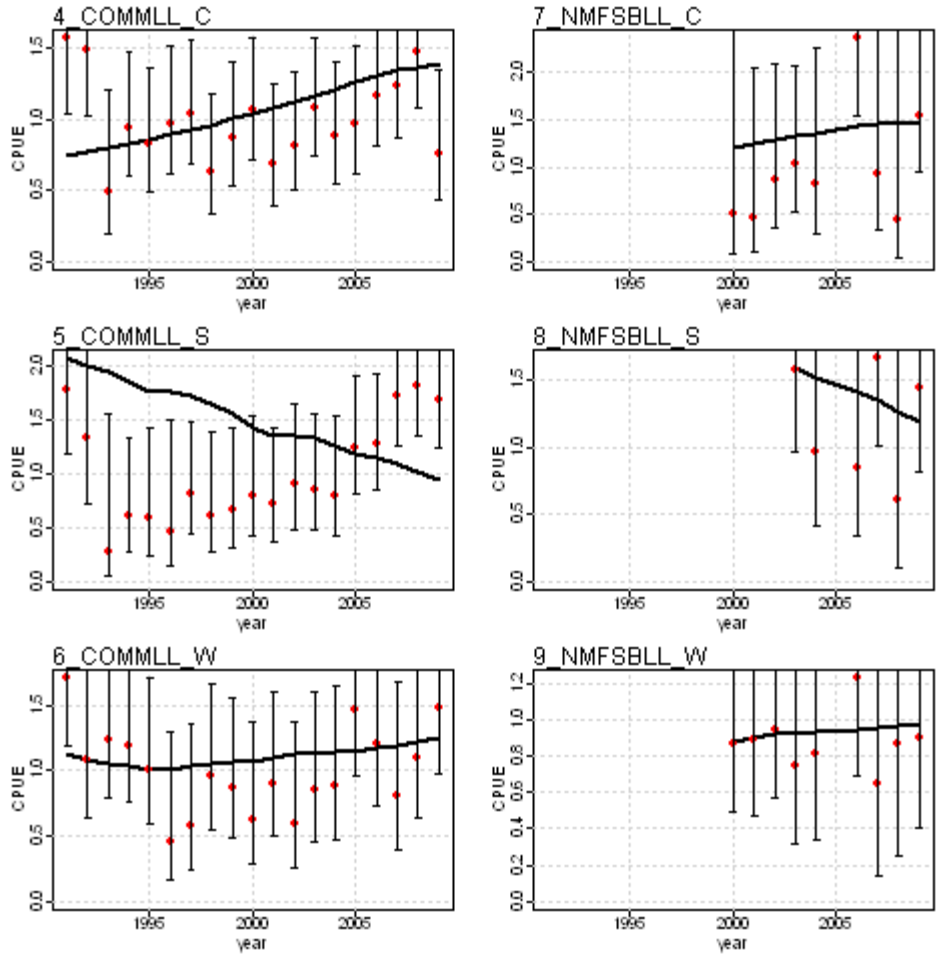 4_COMMLL_C
CPUE
0.0 0.5 1.0 1.5
1995 2000 2005
year
7_NMFSBLL_C
CPUE
0.0 0.5 1.0 1.5 2.0
1995 2000 2005
year
5_COMMLL_S
CPUE
0.0 0.5 1.0 1.5 2.0
1995 2000 2005
year
8_NMFSBLL_S
CPUE
0.0 0.5 1.0 1.5
1995 2000 2005
year
6_COMMLL_W
CPUE
0.0 0.5 1.0 1.5
1995 2000 2005
year
9_NMFSBLL_W
CPUE
0.0 0.2 0.4 0.6 0.8 1.0 1.2
1995 2000 2005
year